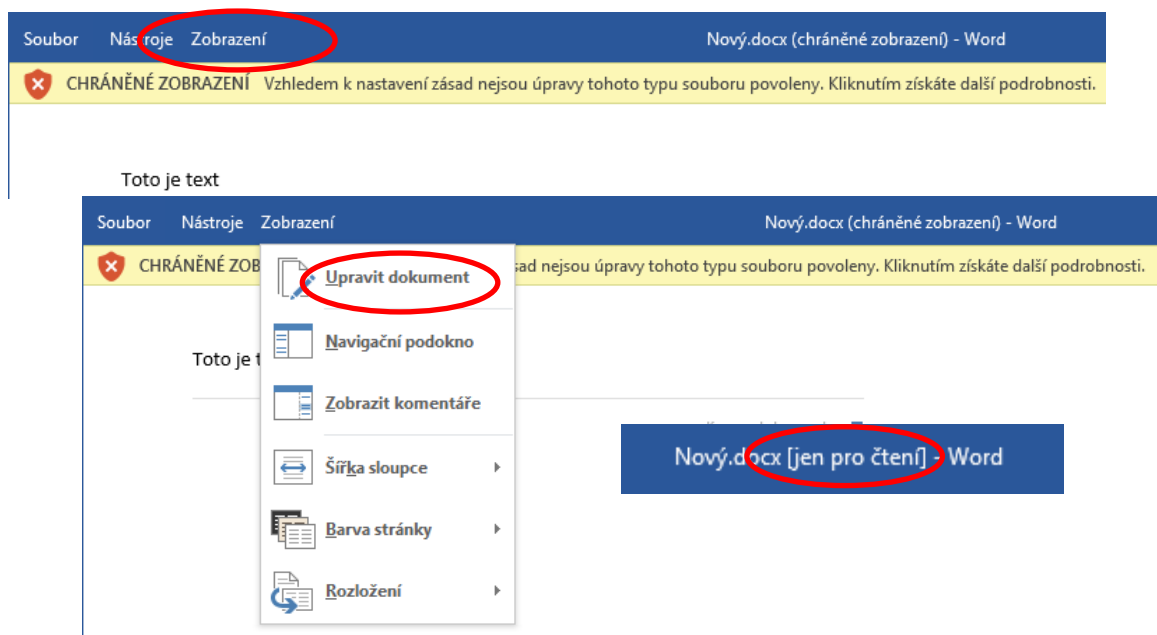 Soubor Nástroje Zobrazení Nový.docx (chráněné zobrazení) - Word
CHRÁNĚNÉ ZOBRAZENÍ Vzhledem k nastavení zásad nejsou úpravy tohoto typu souboru povoleny. Kliknutím získáte další podrobnosti.
Toto je text
Soubor Nástroje Zobrazení Nový.docx (chráněné zobrazení) - Word
CHRÁNĚNÉ ZOB sad nejsou úpravy tohoto typu souboru povoleny. Kliknutím získáte další podrobnosti.
Upravit dokument
Navigační podokno
Toto je t
Zobrazit komentáře
Nový.docx [jen pro čtení] - Word
Šířka sloupce
Barva stránky
Rozložení